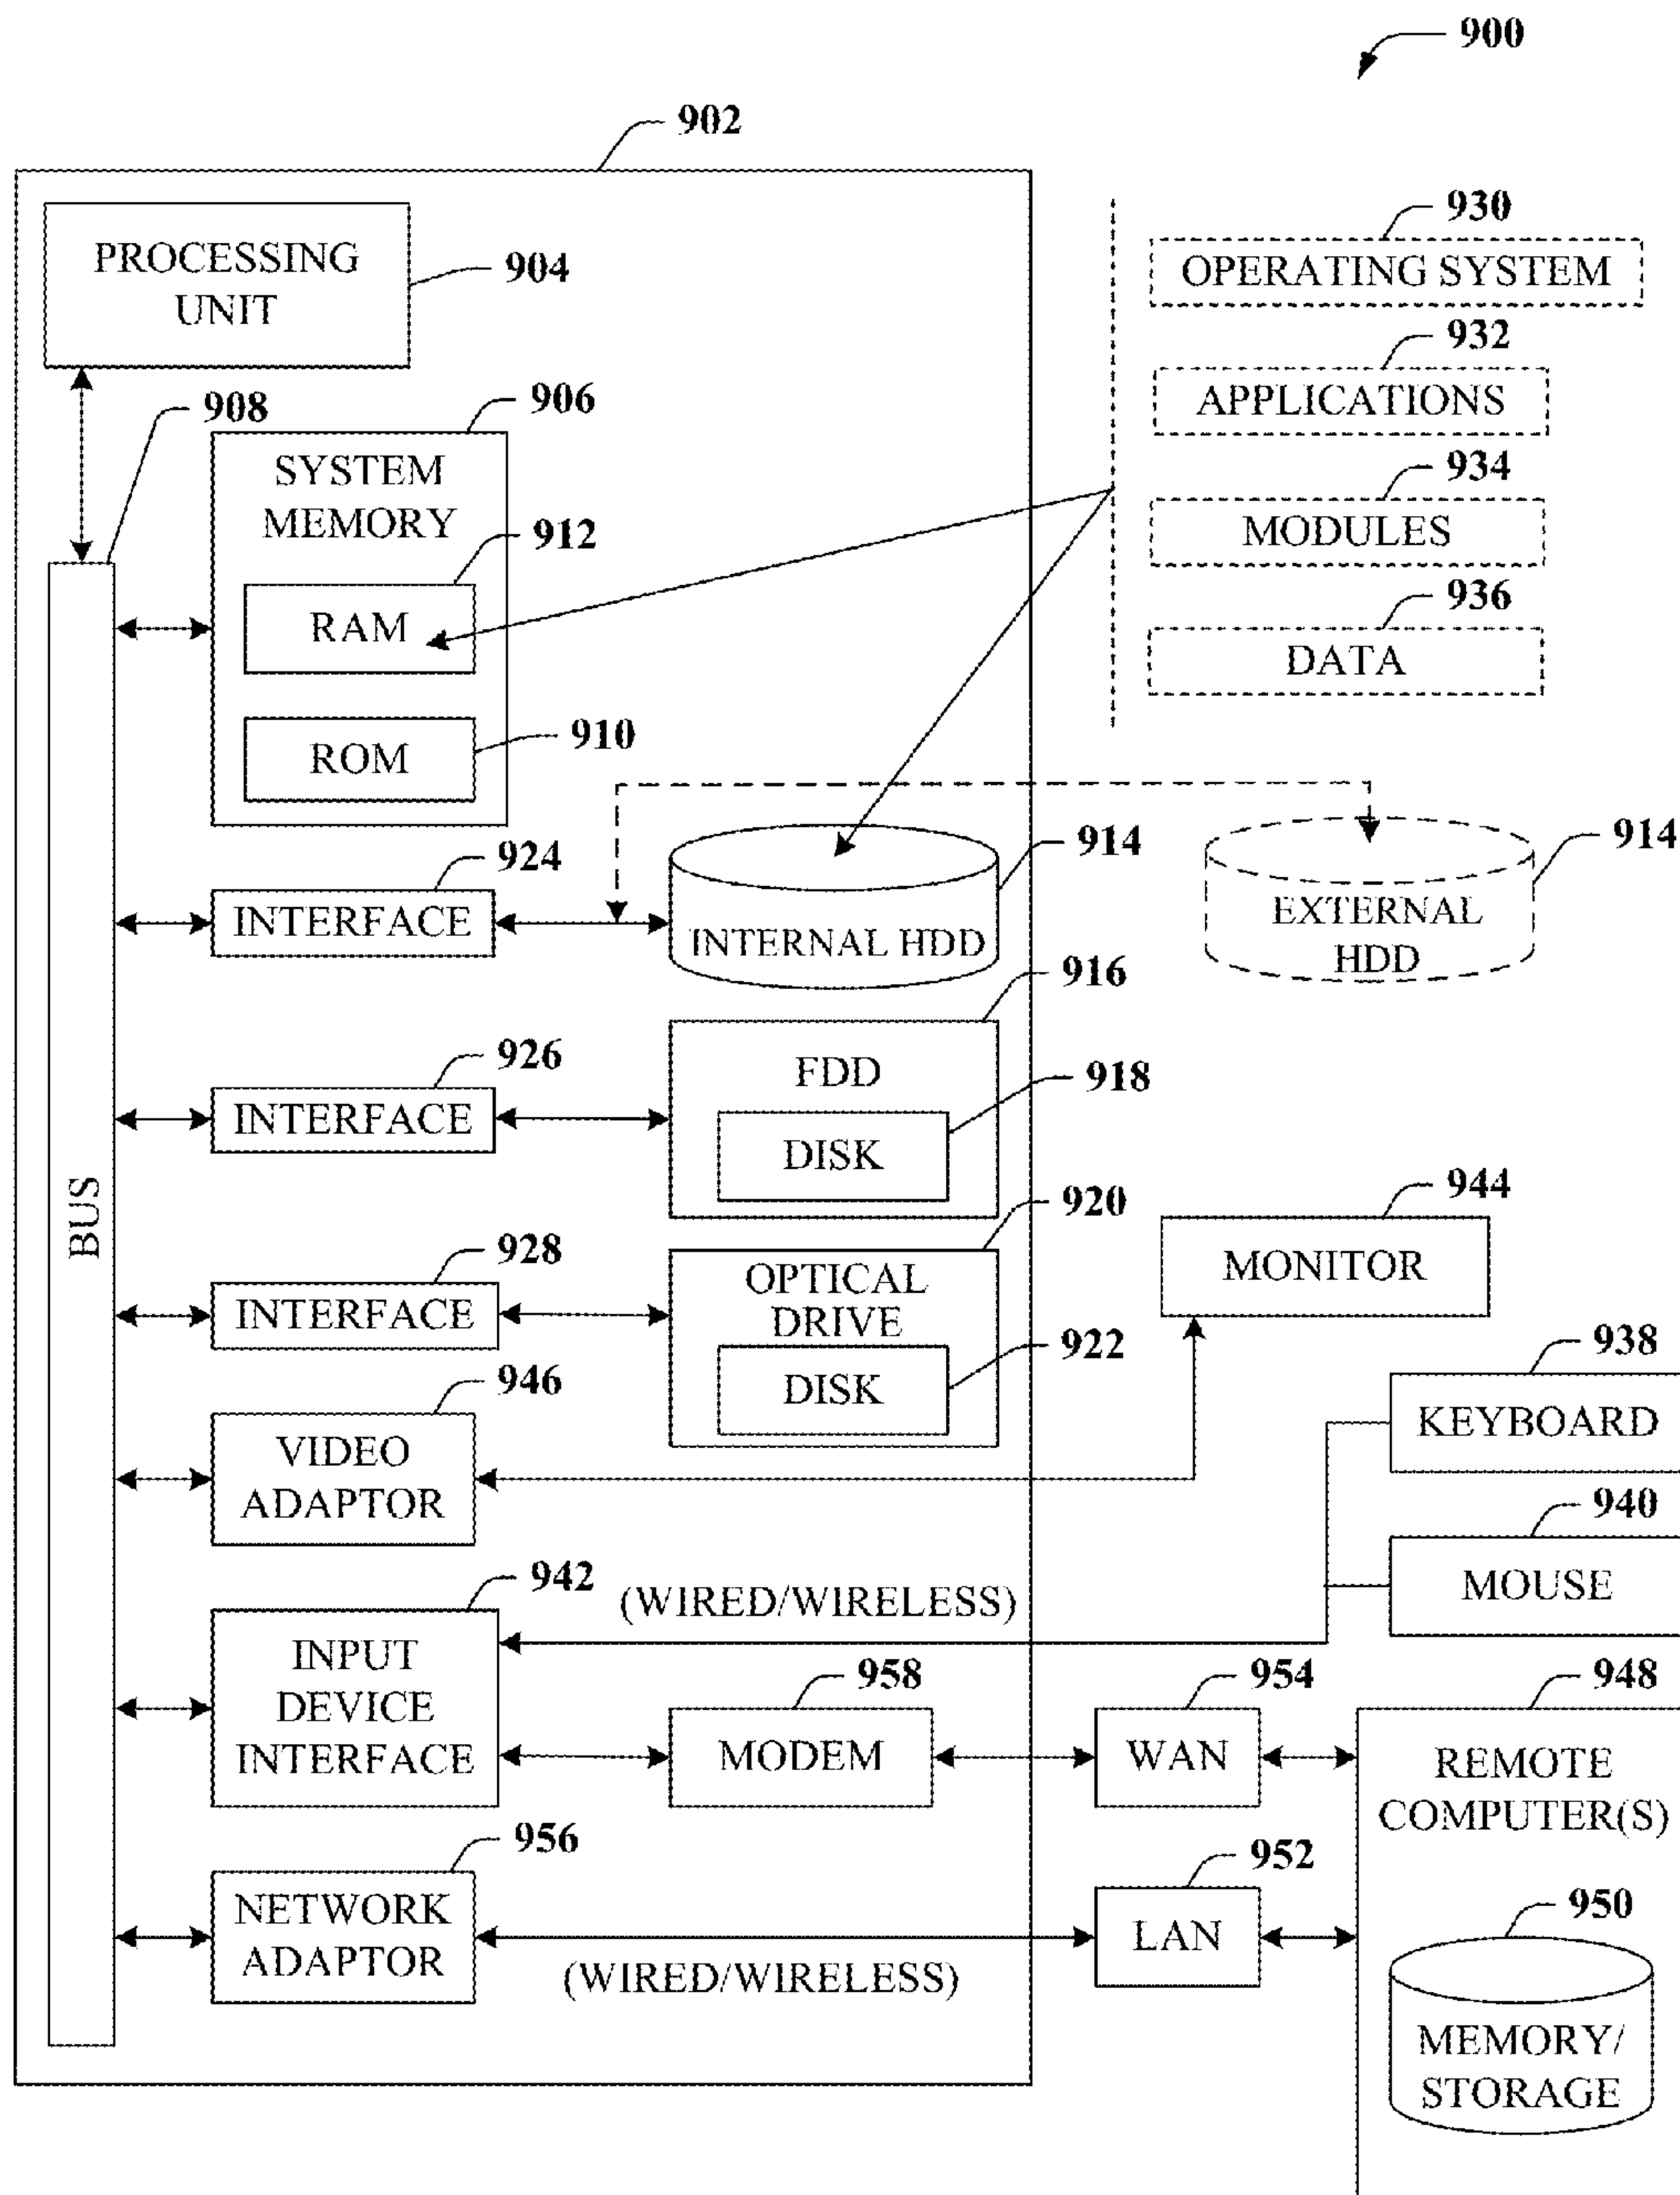 900
902
PROCESSING
UNIT
904
930
OPERATING SYSTEM
932
APPLICATIONS
934
MODULES
936
DATA
908
906
SYSTEM
MEMORY
912
RAM
910
ROM
924
INTERFACE
914
INTERNAL HDD
914
EXTERNAL
HDD
916
FDD
918
DISK
926
INTERFACE
BUS
920
OPTICAL
DRIVE
922
DISK
928
INTERFACE
944
MONITOR
946
VIDEO
ADAPTOR
938
KEYBOARD
940
MOUSE
942
INPUT
DEVICE
INTERFACE
(WIRED/WIRELESS)
958
MODEM
954
WAN
948
REMOTE
COMPUTER(S)
956
NETWORK
ADAPTOR
(WIRED/WIRELESS)
952
LAN
950
MEMORY/
STORAGE